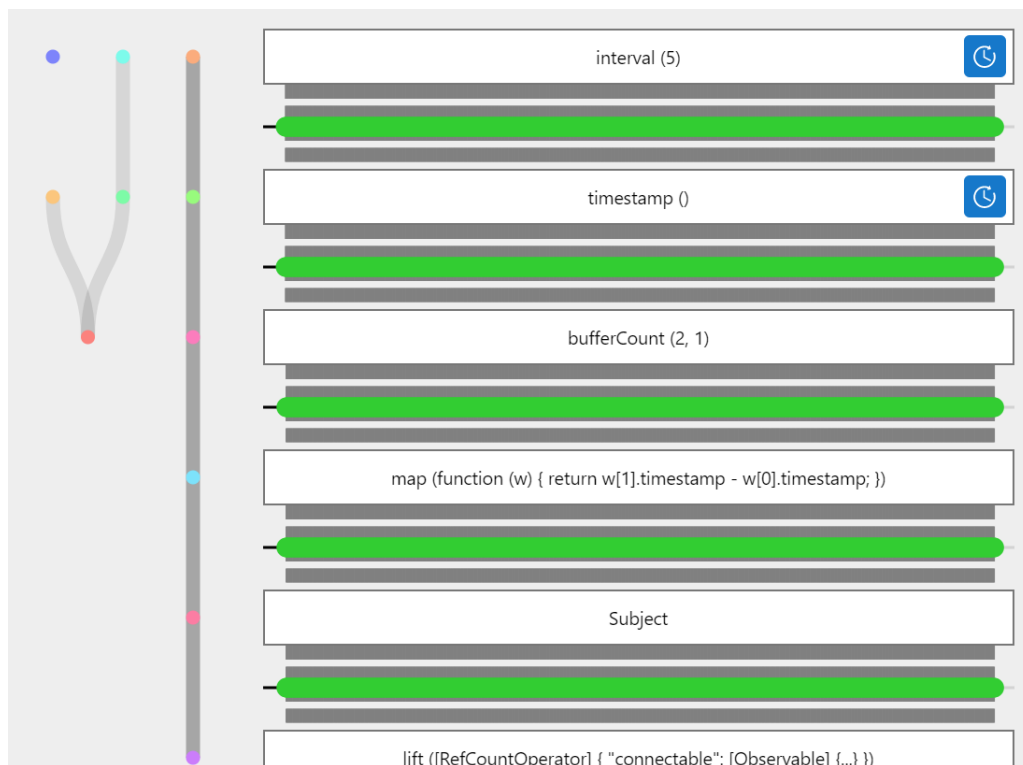 interval (5)
timestamp ()
bufferCount (2, 1)
map (function (w) { return w[1].timestamp - w[0].timestamp; })
Subject
lift ([RefCountOperator] { "connectable": [Observable] {...} })